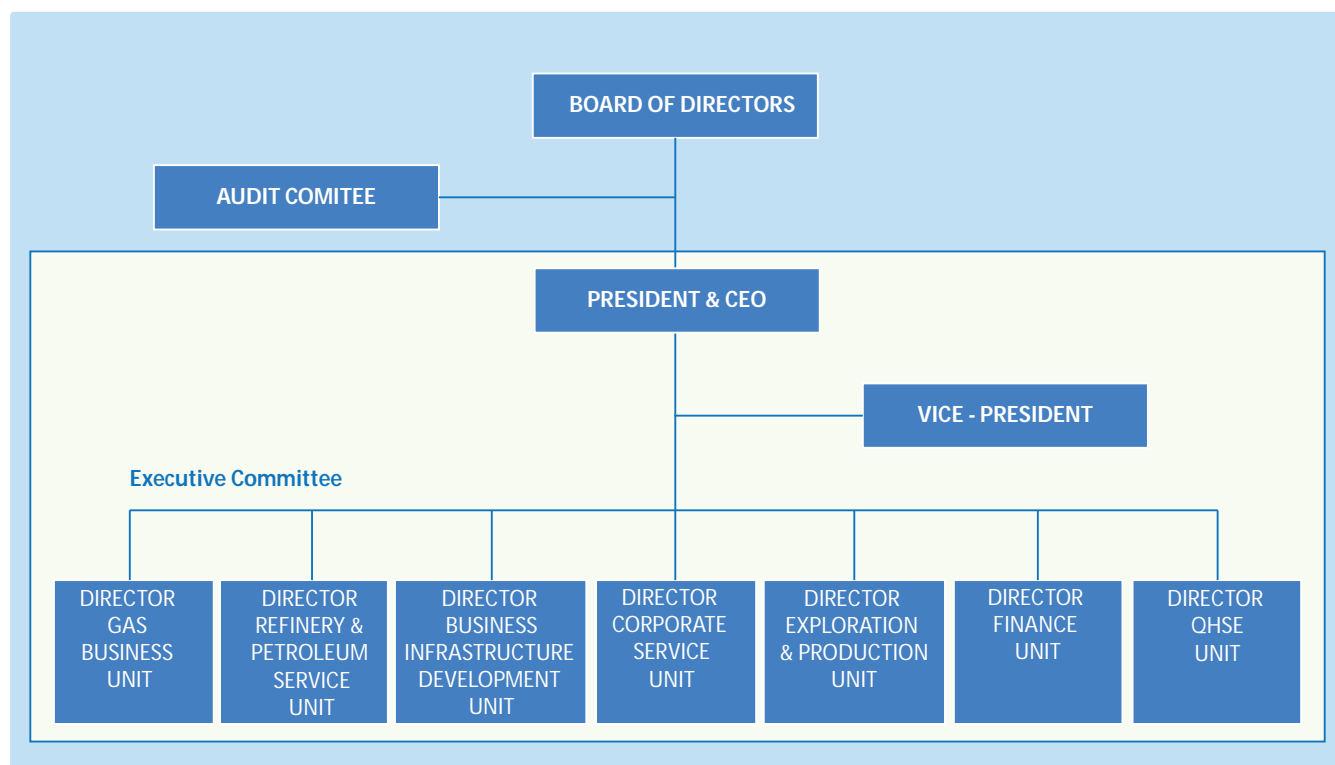 BOARD OF DIRECTORS
AUDIT COMITEE
PRESIDENT & CEO
VICE - PRESIDENT
Executive Committee
DIRECTOR
GAS
BUSINESS
UNIT
DIRECTOR
REFINERY &
PETROLEUM
SERVICE
UNIT
DIRECTOR
BUSINESS
INFRASTRUCTURE
DEVELOPMENT
UNIT
DIRECTOR
CORPORATE
SERVICE
UNIT
DIRECTOR
EXPLORATION
& PRODUCTION
UNIT
DIRECTOR
FINANCE
UNIT
DIRECTOR
QHSE
UNIT